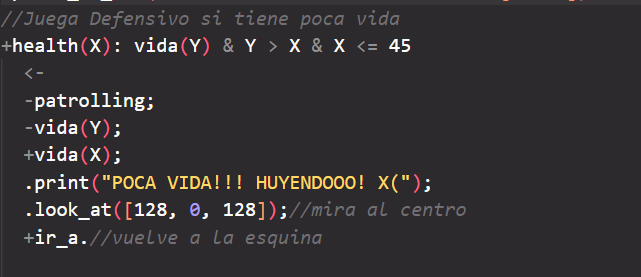 //Juega Defensivo si tiene poca vida
+health(X): vida(Y) & Y > X & X <= 45
<-
-patrolling;
-vida(Y);
+vida(X);
.print("POCA VIDA!!! HUYENDOOO! X(");
.look_at([128, 0, 128]);//mira al centro
+ir_a.//vuelve a la esquina